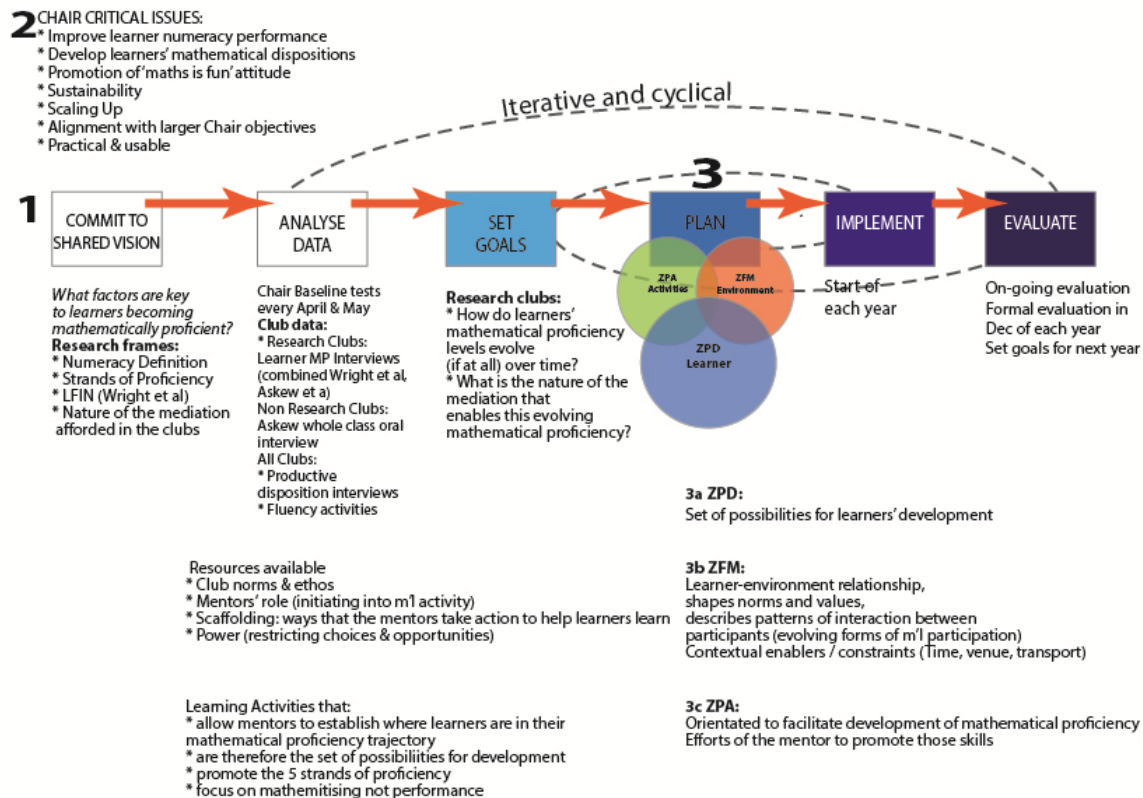 2 CHAIR CRITICAL ISSUES:
* Improve learner numeracy performance
* Develop learners' mathematical dispositions
* Promotion of 'maths is fun' attitude
* Sustainability
* Scaling Up
* Alignment with larger Chair objectives
* Practical & usable
Iterative and cyclical
1
COMMIT TO
SHARED VISION
ANALYSE
DATA
SET
GOALS
3
PLAN
IMPLEMENT
EVALUATE
What factors are key
to learners becoming
mathematically proficient?
Research frames:
* Numeracy Definition
* Strands of Proficiency
* LFIN (Wright et al)
* Nature of the mediation
afforded in the clubs
Chair Baseline tests
every April & May
Club data:
* Research Clubs:
Learner MP Interviews
(combined Wright et al,
Askew et a)
Non Research Clubs:
Askew whole class oral
interview
All Clubs:
* Productive
disposition interviews
* Fluency activities
Research clubs:
* How do learners'
mathematical proficiency
levels evolve
(if at all) over time?
* What is the nature of the
mediation that
enables this evolving
mathematical proficiency?
ZPA
Activities
ZFM
Environment
ZPD
Learner
Start of
each year
On-going evaluation
Formal evaluation in
Dec of each year
Set goals for next year
3a ZPD:
Set of possibilities for learners' development
Resources available
* Club norms & ethos
* Mentors' role (initiating into m'l activity)
* Scaffolding: ways that the mentors take action to help learners learn
* Power (restricting choices & opportunities)
3b ZFM:
Learner-environment relationship,
shapes norms and values,
describes patterns of interaction between
participants (evolving forms of m'l participation)
Contextual enablers / constraints (Time, venue, transport)
Learning Activities that:
* allow mentors to establish where learners are in their
mathematical proficiency trajectory
* are therefore the set of possibiliities for development
* promote the 5 strands of proficiency
* focus on mathemitising not performance
3c ZPA:
Orientated to facilitate development of mathematical proficiency
Efforts of the mentor to promote those skills